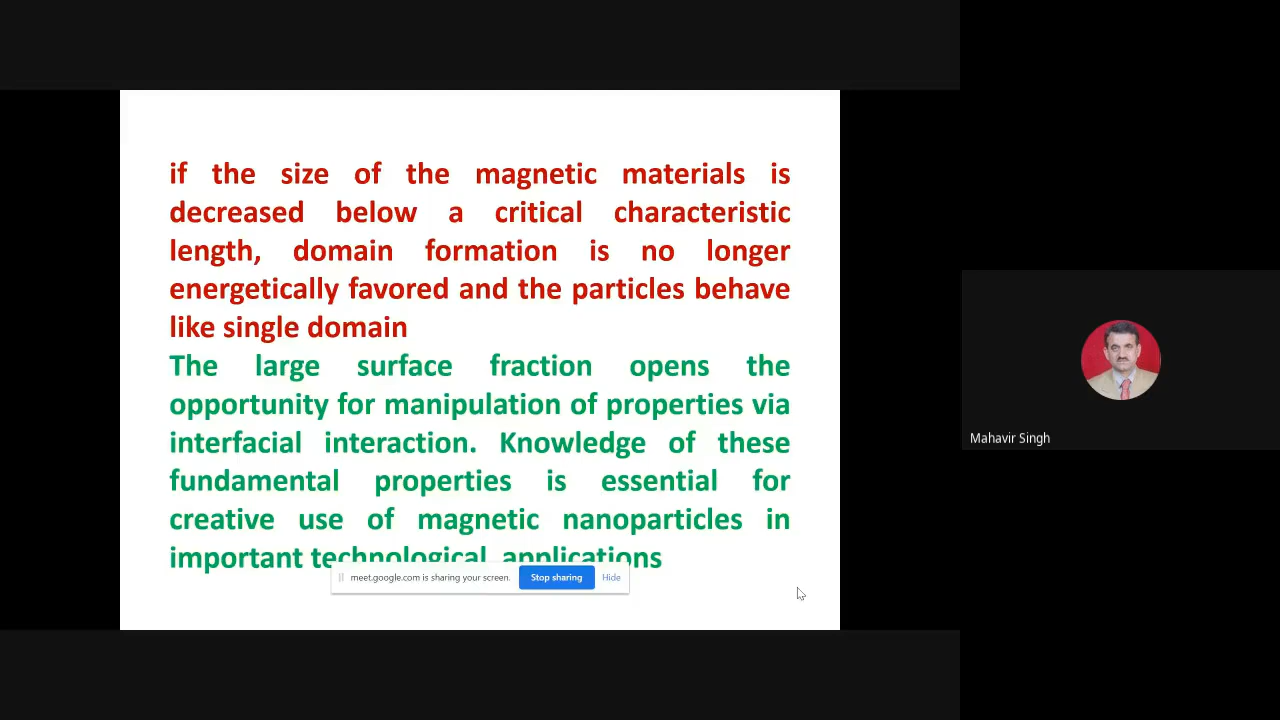 if the size of the magnetic materials is
decreased below a critical characteristic
length, domain formation is no longer
energetically favored and the particles behave
like single domain
The large surface fraction opens the
opportunity for manipulation of properties via
interfacial interaction. Knowledge of these
fundamental properties is essential for
creative use of magnetic nanoparticles in
important technological applications
meet.google.com is sharing your screen. Stop sharing Hide
Mahavir Singh